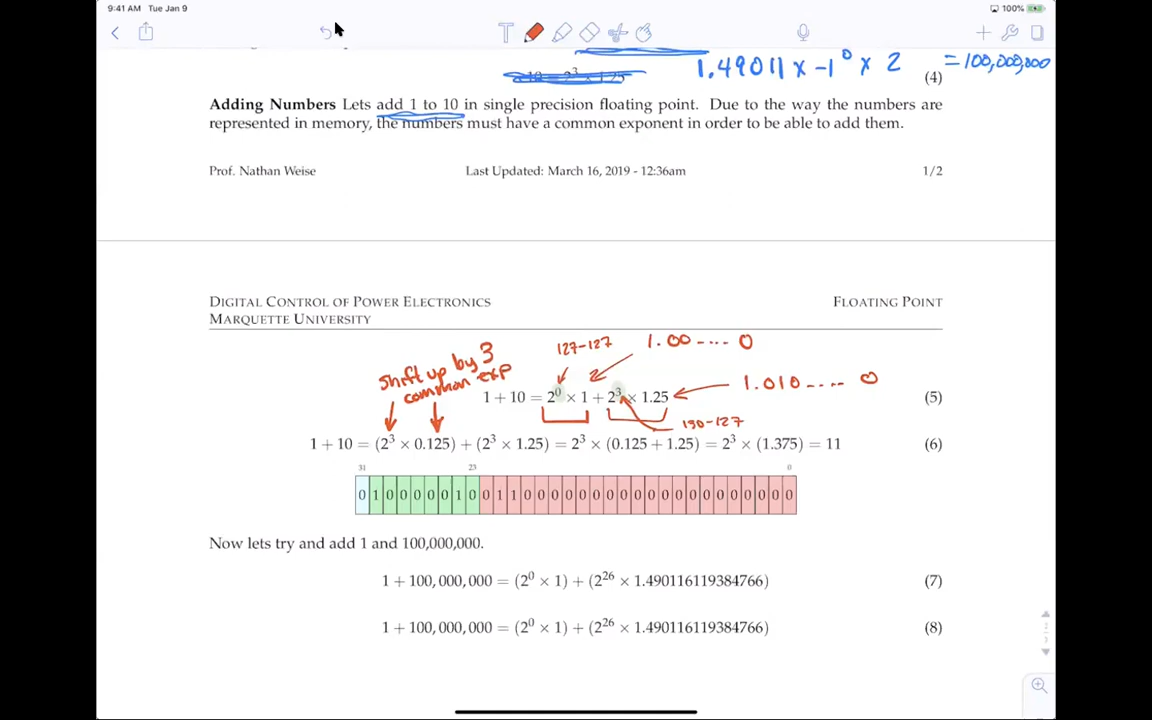 9:41 AM Tue Jan 9
100%
1.49011 x -1⁰ x 2 = 100,000,000
(4)
Adding Numbers Lets add 1 to 10 in single precision floating point. Due to the way the numbers are
represented in memory, the numbers must have a common exponent in order to be able to add them.
Prof. Nathan Weise Last Updated: March 16, 2019 - 12:36am 1/2
DIGITAL CONTROL OF POWER ELECTRONICS FLOATING POINT
MARQUETTE UNIVERSITY
127-127 1.00---- 0
shift up by 3
common exp
1.010---- 0
1 + 10 = 2⁰ × 1 + 2³ × 1.25 (5)
130-127
1 + 10 = (2³ × 0.125) + (2³ × 1.25) = 2³ × (0.125 + 1.25) = 2³ × (1.375) = 11 (6)
31 23 0
0 1 0 0 0 0 0 1 0 0 1 1 0 0 0 0 0 0 0 0 0 0 0 0 0 0 0 0 0 0 0 0
Now lets try and add 1 and 100,000,000.
1 + 100, 000, 000 = (2⁰ × 1) + (2²⁶ × 1.490116119384766) (7)
1 + 100, 000, 000 = (2⁰ × 1) + (2²⁶ × 1.490116119384766) (8)